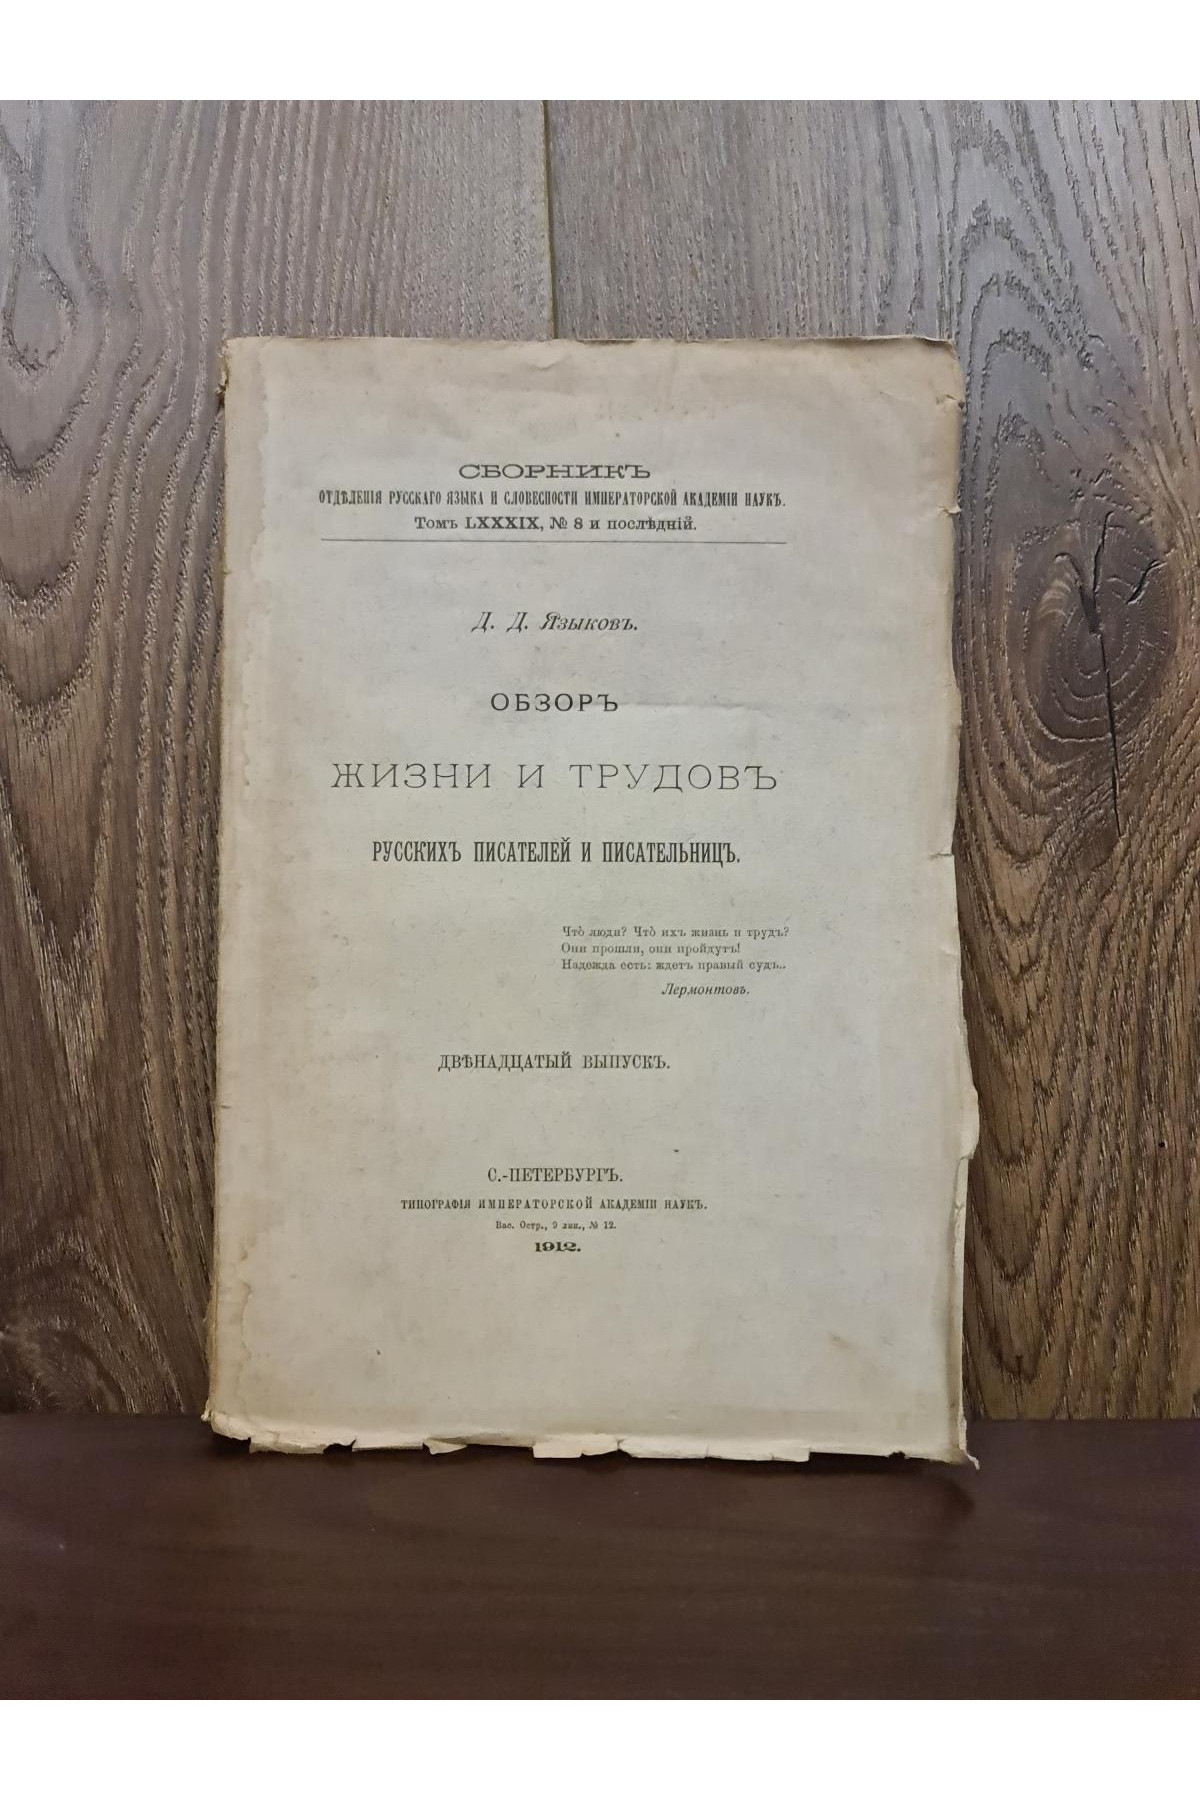 СБОРНИКЪ
ОТДѢЛЕНІЯ РУССКАГО ЯЗЫКА И СЛОВЕСНОСТИ ИМПЕРАТОРСКОЙ АКАДЕМІИ НАУКЪ.
Томъ LXXXIX, № 8 и послѣдній.
Д. Д. Языковъ.
ОБЗОРЪ
ЖИЗНИ И ТРУДОВЪ
РУССКИХЪ ПИСАТЕЛЕЙ И ПИСАТЕЛЬНИЦЪ.
Что̀ люди? Что̀ ихъ жизнь и трудъ?
Они прошли, они пройдутъ!
Надежда есть: ждетъ правый судъ..
Лермонтовъ.
ДВѢНАДЦАТЫЙ ВЫПУСКЪ.
С.-ПЕТЕРБУРГЪ.
ТИПОГРАФІЯ ИМПЕРАТОРСКОЙ АКАДЕМІИ НАУКЪ.
Вас. Остр., 9 лин., № 12.
1912.